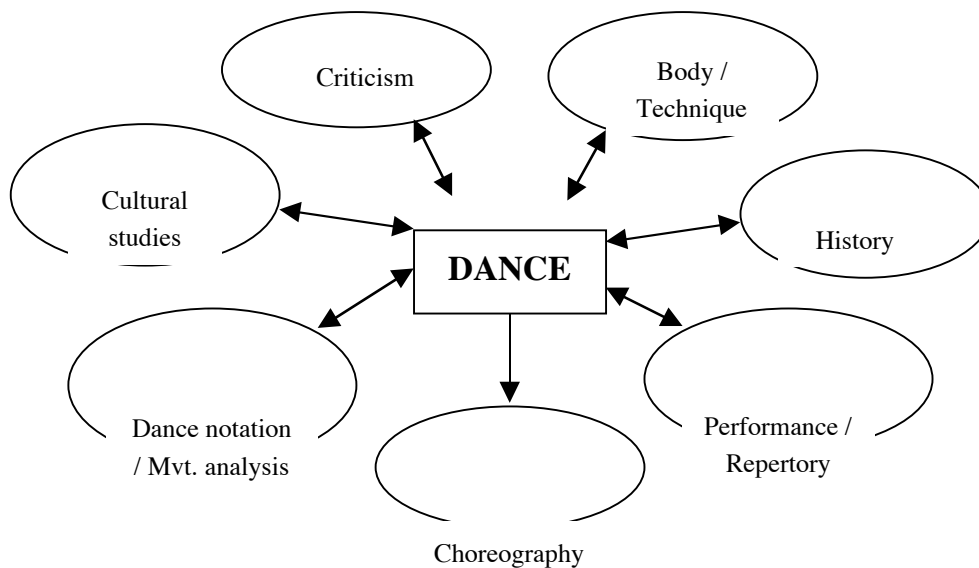 Criticism
Body /
Technique
Cultural
studies
History
DANCE
Dance notation
/ Mvt. analysis
Performance /
Repertory
Choreography